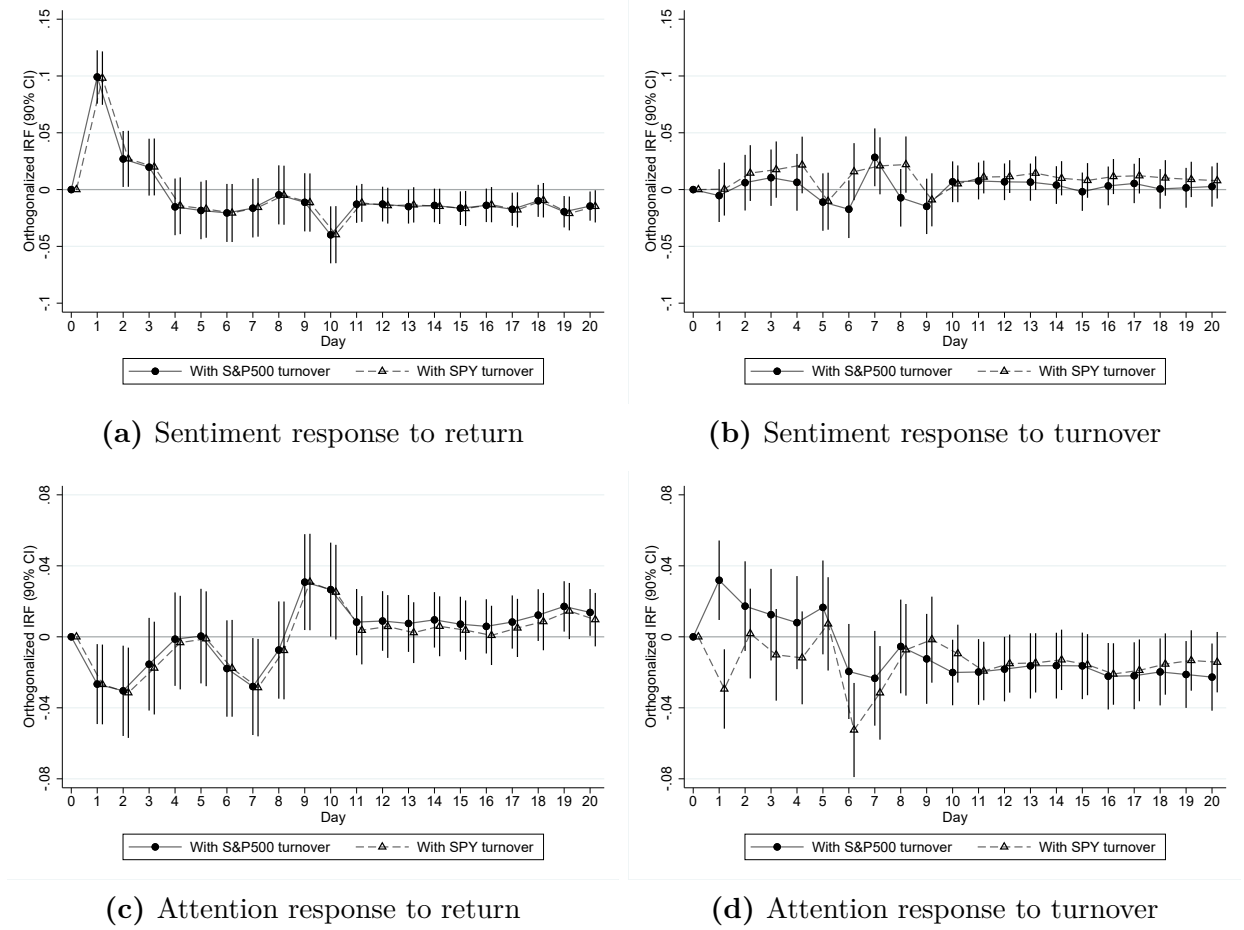 Orthogonalized IRF (90% CI)
.15
.1
.05
0
-.05
-.1
0 1 2 3 4 5 6 7 8 9 10 11 12 13 14 15 16 17 18 19 20
Day
With S&P500 turnover With SPY turnover
(a) Sentiment response to return
Orthogonalized IRF (90% CI)
.15
.1
.05
0
-.05
-.1
0 1 2 3 4 5 6 7 8 9 10 11 12 13 14 15 16 17 18 19 20
Day
With S&P500 turnover With SPY turnover
(b) Sentiment response to turnover
Orthogonalized IRF (90% CI)
.08
.04
0
-.04
-.08
0 1 2 3 4 5 6 7 8 9 10 11 12 13 14 15 16 17 18 19 20
Day
With S&P500 turnover With SPY turnover
(c) Attention response to return
Orthogonalized IRF (90% CI)
.08
.04
0
-.04
-.08
0 1 2 3 4 5 6 7 8 9 10 11 12 13 14 15 16 17 18 19 20
Day
With S&P500 turnover With SPY turnover
(d) Attention response to turnover